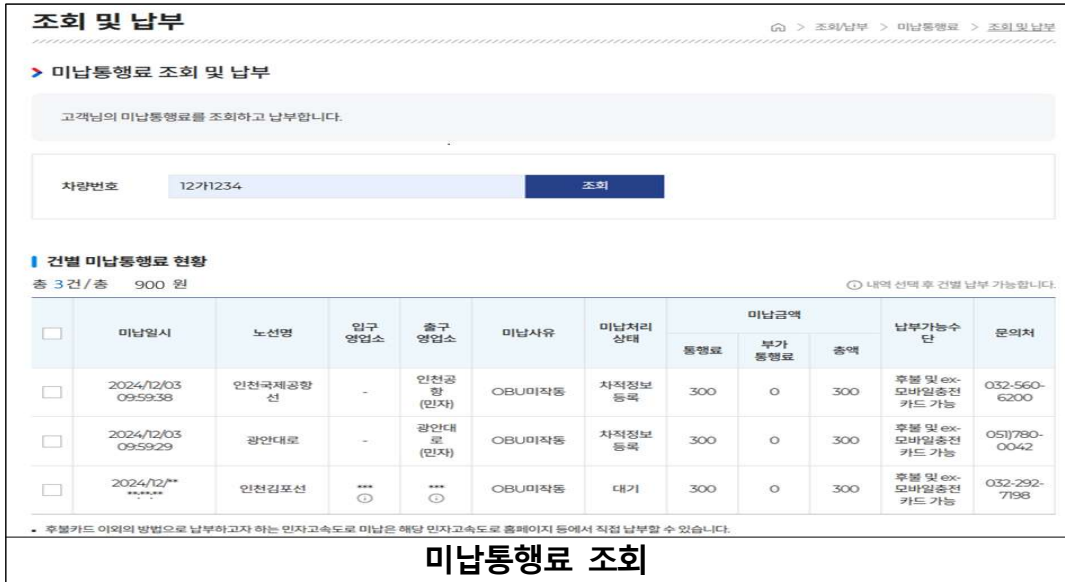 조회 및 납부
> 조회/납부 > 미납통행료 > 조회 및 납부
미납통행료 조회 및 납부
고객님의 미납통행료를 조회하고 납부합니다.
차량번호 12가1234 조회
건별 미납통행료 현황
총 3건/총 900 원 내역 선택 후 건별 납부 가능합니다.
미납일시 노선명 입구 영업소 출구 영업소 미납사유 미납처리 상태 미납금액 납부가능수단 문의처
통행료 부가 통행료 총액
2024/12/03 09:59:38 인천국제공항선 - 인천공항 (민자) OBU미작동 차적정보 등록 300 0 300 후불 및 ex-모바일충전 카드 가능 032-560-6200
2024/12/03 09:59:29 광안대로 - 광안대로 (민자) OBU미작동 차적정보 등록 300 0 300 후불 및 ex-모바일충전 카드 가능 051)780-0042
2024/12/** **:**:** 인천김포선 *** *** OBU미작동 대기 300 0 300 후불 및 ex-모바일충전 카드 가능 032-292-7198
• 후불카드 이외의 방법으로 납부하고자 하는 민자고속도로 미납은 해당 민자고속도로 홈페이지 등에서 직접 납부할 수 있습니다.
미납통행료 조회